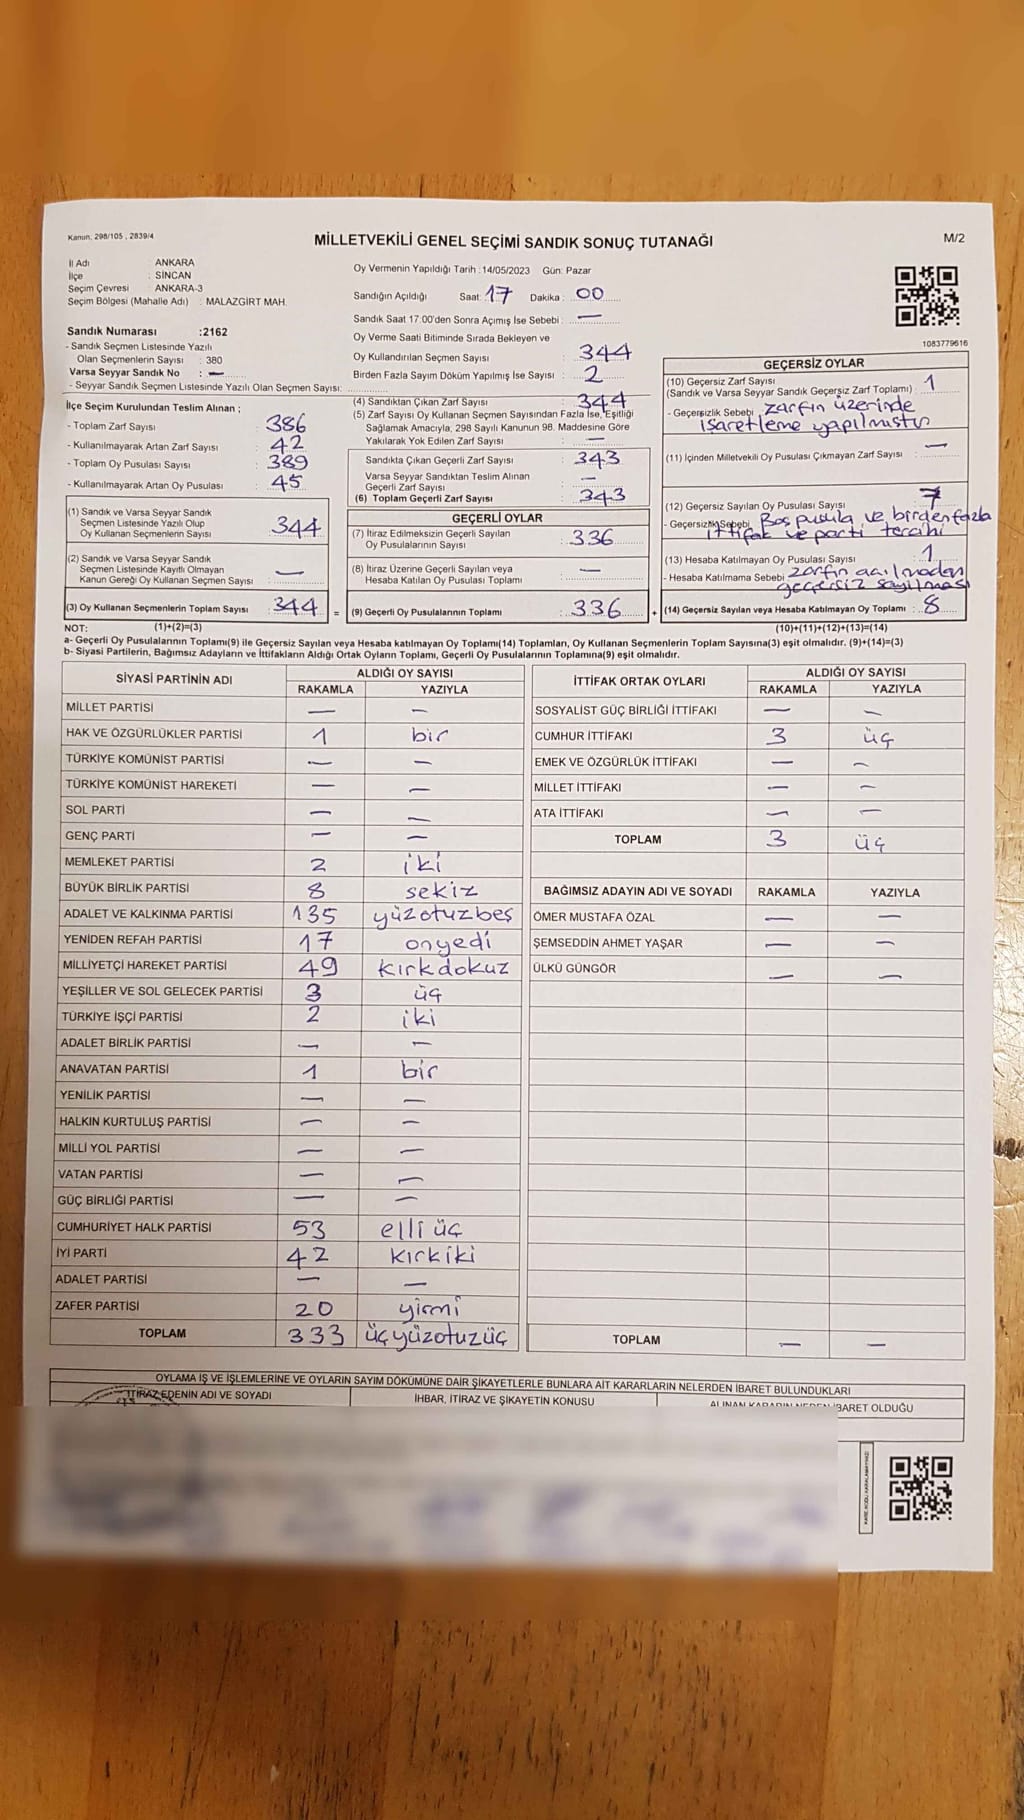 Kanun: 298/105 , 2839/4
MİLLETVEKİLİ GENEL SEÇİMİ SANDIK SONUÇ TUTANAĞI
M/2
İl Adı : ANKARA
İlçe : SİNCAN
Seçim Çevresi : ANKARA-3
Seçim Bölgesi (Mahalle Adı) : MALAZGİRT MAH.
Sandık Numarası :2162
- Sandık Seçmen Listesinde Yazılı
Olan Seçmenlerin Sayısı : 380
Varsa Seyyar Sandık No : —
- Seyyar Sandık Seçmen Listesinde Yazılı Olan Seçmen Sayısı:
Oy Vermenin Yapıldığı Tarih : 14/05/2023 Gün: Pazar
Sandığın Açıldığı Saat: 17 Dakika : 00
Sandık Saat 17:00'den Sonra Açımış İse Sebebi : —
Oy Verme Saati Bitiminde Sırada Bekleyen ve
Oy Kullandırılan Seçmen Sayısı : 344
Birden Fazla Sayım Döküm Yapılmış İse Sayısı : 2
1083779616
İlçe Seçim Kurulundan Teslim Alınan ;
- Toplam Zarf Sayısı : 386
- Kullanılmayarak Artan Zarf Sayısı : 42
- Toplam Oy Pusulası Sayısı : 389
- Kullanılmayarak Artan Oy Pusulası : 45
(4) Sandıktan Çıkan Zarf Sayısı : 344
(5) Zarf Sayısı Oy Kullanan Seçmen Sayısından Fazla İse, Eşitliği
Sağlamak Amacıyla, 298 Sayılı Kanunun 98. Maddesine Göre
Yakılarak Yok Edilen Zarf Sayısı : —
Sandıkta Çıkan Geçerli Zarf Sayısı : 343
Varsa Seyyar Sandıktan Teslim Alınan
Geçerli Zarf Sayısı : —
(6) Toplam Geçerli Zarf Sayısı : 343
GEÇERSİZ OYLAR
(10) Geçersiz Zarf Sayısı
(Sandık ve Varsa Seyyar Sandık Geçersiz Zarf Toplamı) : 1
- Geçersizlik Sebebi : zarfın üzerinde
işaretleme yapılmıştır
(11) İçinden Milletvekili Oy Pusulası Çıkmayan Zarf Sayısı : —
(12) Geçersiz Sayılan Oy Pusulası Sayısı : 7
- Geçersizlik Sebebi : Boş pusula ve birden fazla
ittifak ve parti tercihi
(13) Hesaba Katılmayan Oy Pusulası Sayısı : 1
- Hesaba Katılmama Sebebi : zarfın açılmadan
geçersiz sayılması
(14) Geçersiz Sayılan veya Hesaba Katılmayan Oy Toplamı : 8
(1) Sandık ve Varsa Seyyar Sandık
Seçmen Listesinde Yazılı Olup
Oy Kullanan Seçmenlerin Sayısı : 344
(2) Sandık ve Varsa Seyyar Sandık
Seçmen Listesinde Kayıtlı Olmayan
Kanun Gereği Oy Kullanan Seçmen Sayısı : —
(3) Oy Kullanan Seçmenlerin Toplam Sayısı : 344 =
GEÇERLİ OYLAR
(7) İtiraz Edilmeksizin Geçerli Sayılan
Oy Pusulalarının Sayısı : 336
(8) İtiraz Üzerine Geçerli Sayılan veya
Hesaba Katılan Oy Pusulası Toplamı : —
(9) Geçerli Oy Pusulalarının Toplamı : 336 +
NOT: (1)+(2)=(3)
(10)+(11)+(12)+(13)=(14)
a- Geçerli Oy Pusulalarının Toplamı(9) ile Geçersiz Sayılan veya Hesaba katılmayan Oy Toplamı(14) Toplamları, Oy Kullanan Seçmenlerin Toplam Sayısına(3) eşit olmalıdır. (9)+(14)=(3)
b- Siyasi Partilerin, Bağımsız Adayların ve İttifakların Aldığı Ortak Oyların Toplamı, Geçerli Oy Pusulalarının Toplamına(9) eşit olmalıdır.
SİYASİ PARTİNİN ADI ALDIĞI OY SAYISI
RAKAMLA YAZIYLA
MİLLET PARTİSİ — —
HAK VE ÖZGÜRLÜKLER PARTİSİ 1 bir
TÜRKİYE KOMÜNİST PARTİSİ — —
TÜRKİYE KOMÜNİST HAREKETİ — —
SOL PARTİ — —
GENÇ PARTİ — —
MEMLEKET PARTİSİ 2 iki
BÜYÜK BİRLİK PARTİSİ 8 sekiz
ADALET VE KALKINMA PARTİSİ 135 yüzotuzbeş
YENİDEN REFAH PARTİSİ 17 onyedi
MİLLİYETÇİ HAREKET PARTİSİ 49 kırkdokuz
YEŞİLLER VE SOL GELECEK PARTİSİ 3 üç
TÜRKİYE İŞÇİ PARTİSİ 2 iki
ADALET BİRLİK PARTİSİ — —
ANAVATAN PARTİSİ 1 bir
YENİLİK PARTİSİ — —
HALKIN KURTULUŞ PARTİSİ — —
MİLLİ YOL PARTİSİ — —
VATAN PARTİSİ — —
GÜÇ BİRLİĞİ PARTİSİ — —
CUMHURİYET HALK PARTİSİ 53 elli üç
İYİ PARTİ 42 kırkiki
ADALET PARTİSİ — —
ZAFER PARTİSİ 20 yirmi
TOPLAM 333 üçyüzotuzüç
İTTİFAK ORTAK OYLARI ALDIĞI OY SAYISI
RAKAMLA YAZIYLA
SOSYALİST GÜÇ BİRLİĞİ İTTİFAKI — —
CUMHUR İTTİFAKI 3 üç
EMEK VE ÖZGÜRLÜK İTTİFAKI — —
MİLLET İTTİFAKI — —
ATA İTTİFAKI — —
TOPLAM 3 üç
BAĞIMSIZ ADAYIN ADI VE SOYADI RAKAMLA YAZIYLA
ÖMER MUSTAFA ÖZAL — —
ŞEMSEDDİN AHMET YAŞAR — —
ÜLKÜ GÜNGÖR — —
TOPLAM — —
OYLAMA İŞ VE İŞLEMLERİNE VE OYLARIN SAYIM DÖKÜMÜNE DAİR ŞİKAYETLERLE BUNLARA AİT KARARLARIN NELERDEN İBARET BULUNDUKLARI
İTİRAZ EDENİN ADI VE SOYADI
İHBAR, İTİRAZ VE ŞİKAYETİN KONUSU
ALINAN KARARIN NEDEN İBARET OLDUĞU